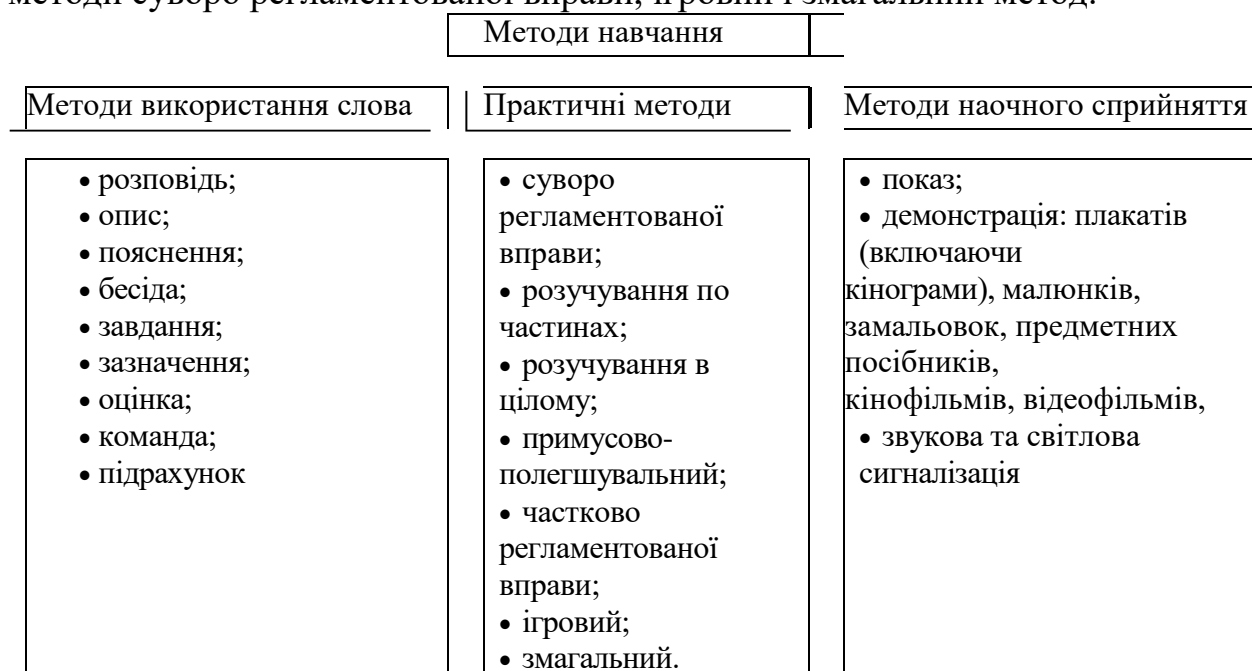 методи суворо регламентованої вправи, ігровий і змагальний метод.
Методи навчання
Методи використання слова
Практичні методи
Методи наочного сприйняття
• розповідь;
• опис;
• пояснення;
• бесіда;
• завдання;
• зазначення;
• оцінка;
• команда;
• підрахунок
• суворо
регламентованої
вправи;
• розучування по
частинах;
• розучування в
цілому;
• примусово-
полегшувальний;
• частково
регламентованої
вправи;
• ігровий;
• змагальний.
• показ;
• демонстрація: плакатів
(включаючи
кінограми), малюнків,
замальовок, предметних
посібників,
кінофільмів, відеофільмів,
• звукова та світлова
сигналізація